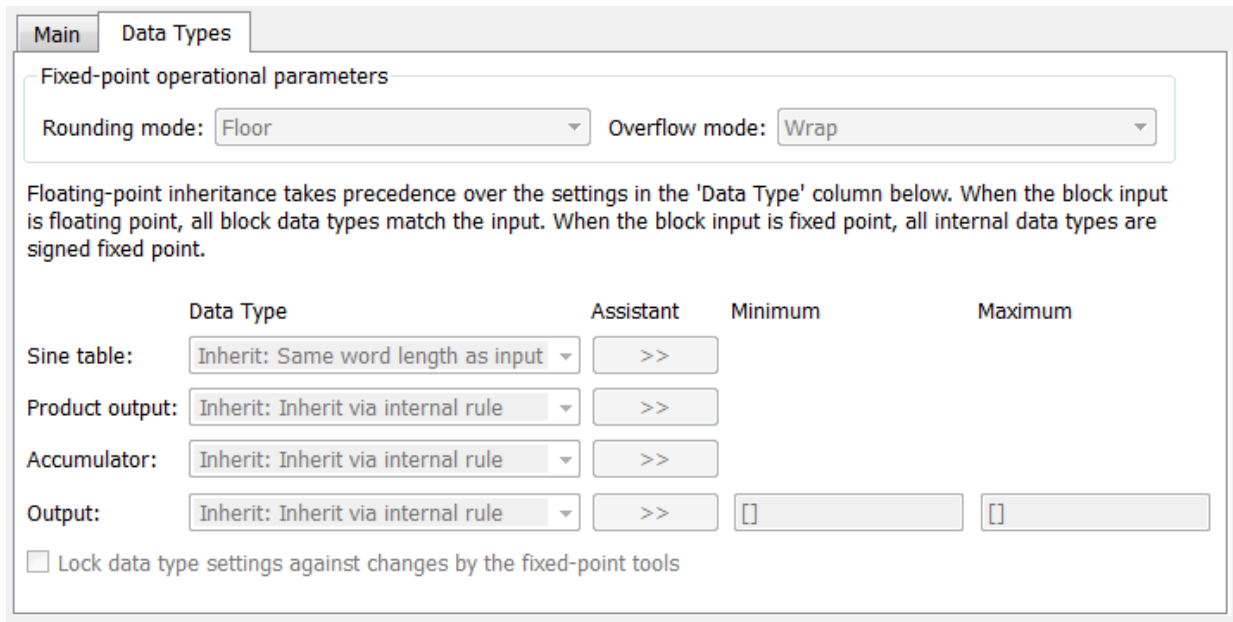 Main Data Types
Fixed-point operational parameters
Rounding mode: Floor Overflow mode: Wrap
Floating-point inheritance takes precedence over the settings in the 'Data Type' column below. When the block input
is floating point, all block data types match the input. When the block input is fixed point, all internal data types are
signed fixed point.
Data Type Assistant Minimum Maximum
Sine table: Inherit: Same word length as input >>
Product output: Inherit: Inherit via internal rule >>
Accumulator: Inherit: Inherit via internal rule >>
Output: Inherit: Inherit via internal rule >> [] []
Lock data type settings against changes by the fixed-point tools